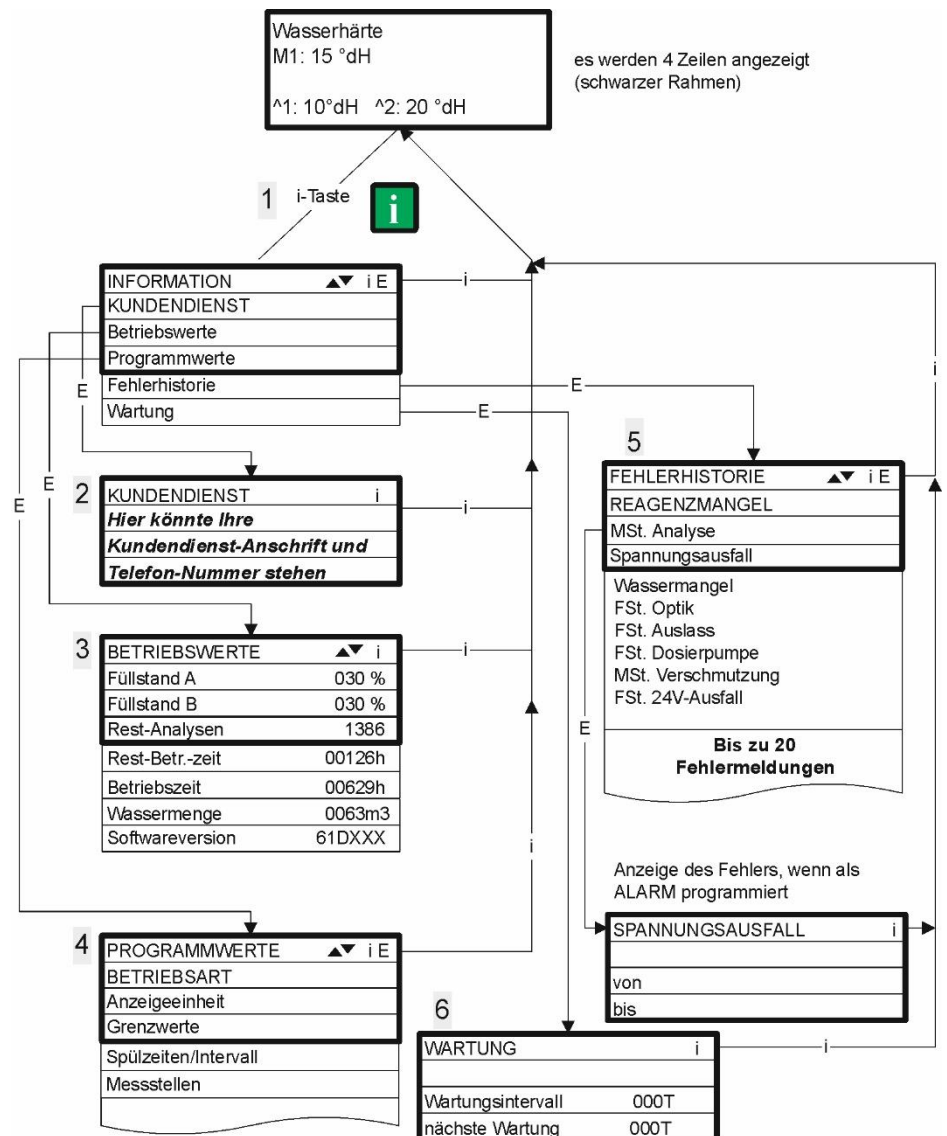 Wasserhärte
M1: 15 °dH
^1: 10°dH ^2: 20 °dH
es werden 4 Zeilen angezeigt
(schwarzer Rahmen)
1 i-Taste i
INFORMATION ▲▼ i E
KUNDENDIENST
Betriebswerte
Programmwerte
Fehlerhistorie
Wartung
i
E
E
E
E
E
i
2
KUNDENDIENST i
Hier könnte Ihre
Kundendienst-Anschrift und
Telefon-Nummer stehen
i
3
BETRIEBSWERTE ▲▼ i
Füllstand A 030 %
Füllstand B 030 %
Rest-Analysen 1386
Rest-Betr.-zeit 00126h
Betriebszeit 00629h
Wassermenge 0063m3
Softwareversion 61DXXX
i
i
4
PROGRAMMWERTE ▲▼ i E
BETRIEBSART
Anzeigeeinheit
Grenzwerte
Spülzeiten/Intervall
Messstellen
5
FEHLERHISTORIE ▲▼ i E
REAGENZMANGEL
MSt. Analyse
Spannungsausfall
Wassermangel
FSt. Optik
FSt. Auslass
FSt. Dosierpumpe
MSt. Verschmutzung
FSt. 24V-Ausfall
Bis zu 20
Fehlermeldungen
E
Anzeige des Fehlers, wenn als
ALARM programmiert
SPANNUNGSAUSFALL i
von
bis
6
WARTUNG i
Wartungsintervall 000T
nächste Wartung 000T
i